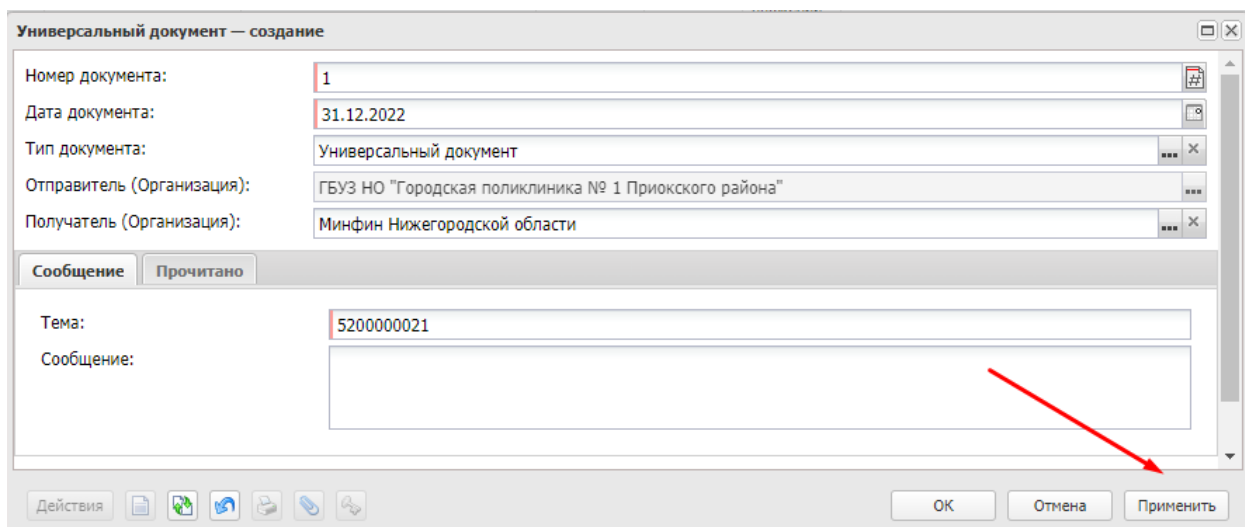 Универсальный документ — создание
Номер документа: 1
Дата документа: 31.12.2022
Тип документа: Универсальный документ
Отправитель (Организация): ГБУЗ НО "Городская поликлиника № 1 Приокского района"
Получатель (Организация): Минфин Нижегородской области
Сообщение Прочитано
Тема: 5200000021
Сообщение:
Действия ОК Отмена Применить